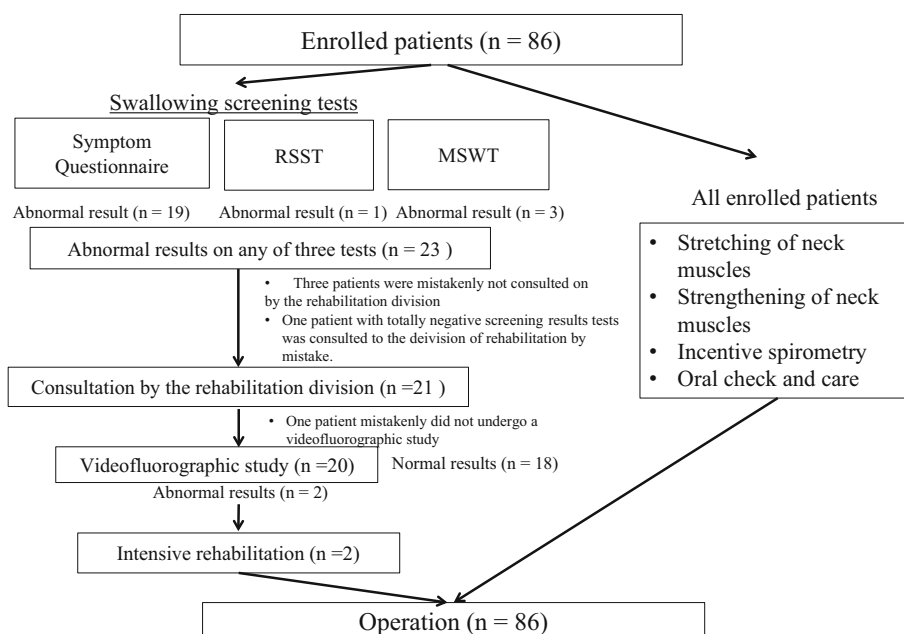 Enrolled patients (n = 86)
Swallowing screening tests
Symptom
Questionnaire
RSST
MSWT
Abnormal result (n = 19)
Abnormal result (n = 1)
Abnormal result (n = 3)
Abnormal results on any of three tests (n = 23 )
• Three patients were mistakenly not consulted on
by the rehabilitation division
• One patient with totally negative screening results tests
was consulted to the deivision of rehabilitation by
mistake.
Consultation by the rehabilitation division (n =21 )
• One patient mistakenly did not undergo a
videofluorographic study
Videofluorographic study (n =20)
Normal results (n = 18)
Abnormal results (n = 2)
Intensive rehabilitation (n =2)
All enrolled patients
• Stretching of neck
muscles
• Strengthening of neck
muscles
• Incentive spirometry
• Oral check and care
Operation (n = 86)